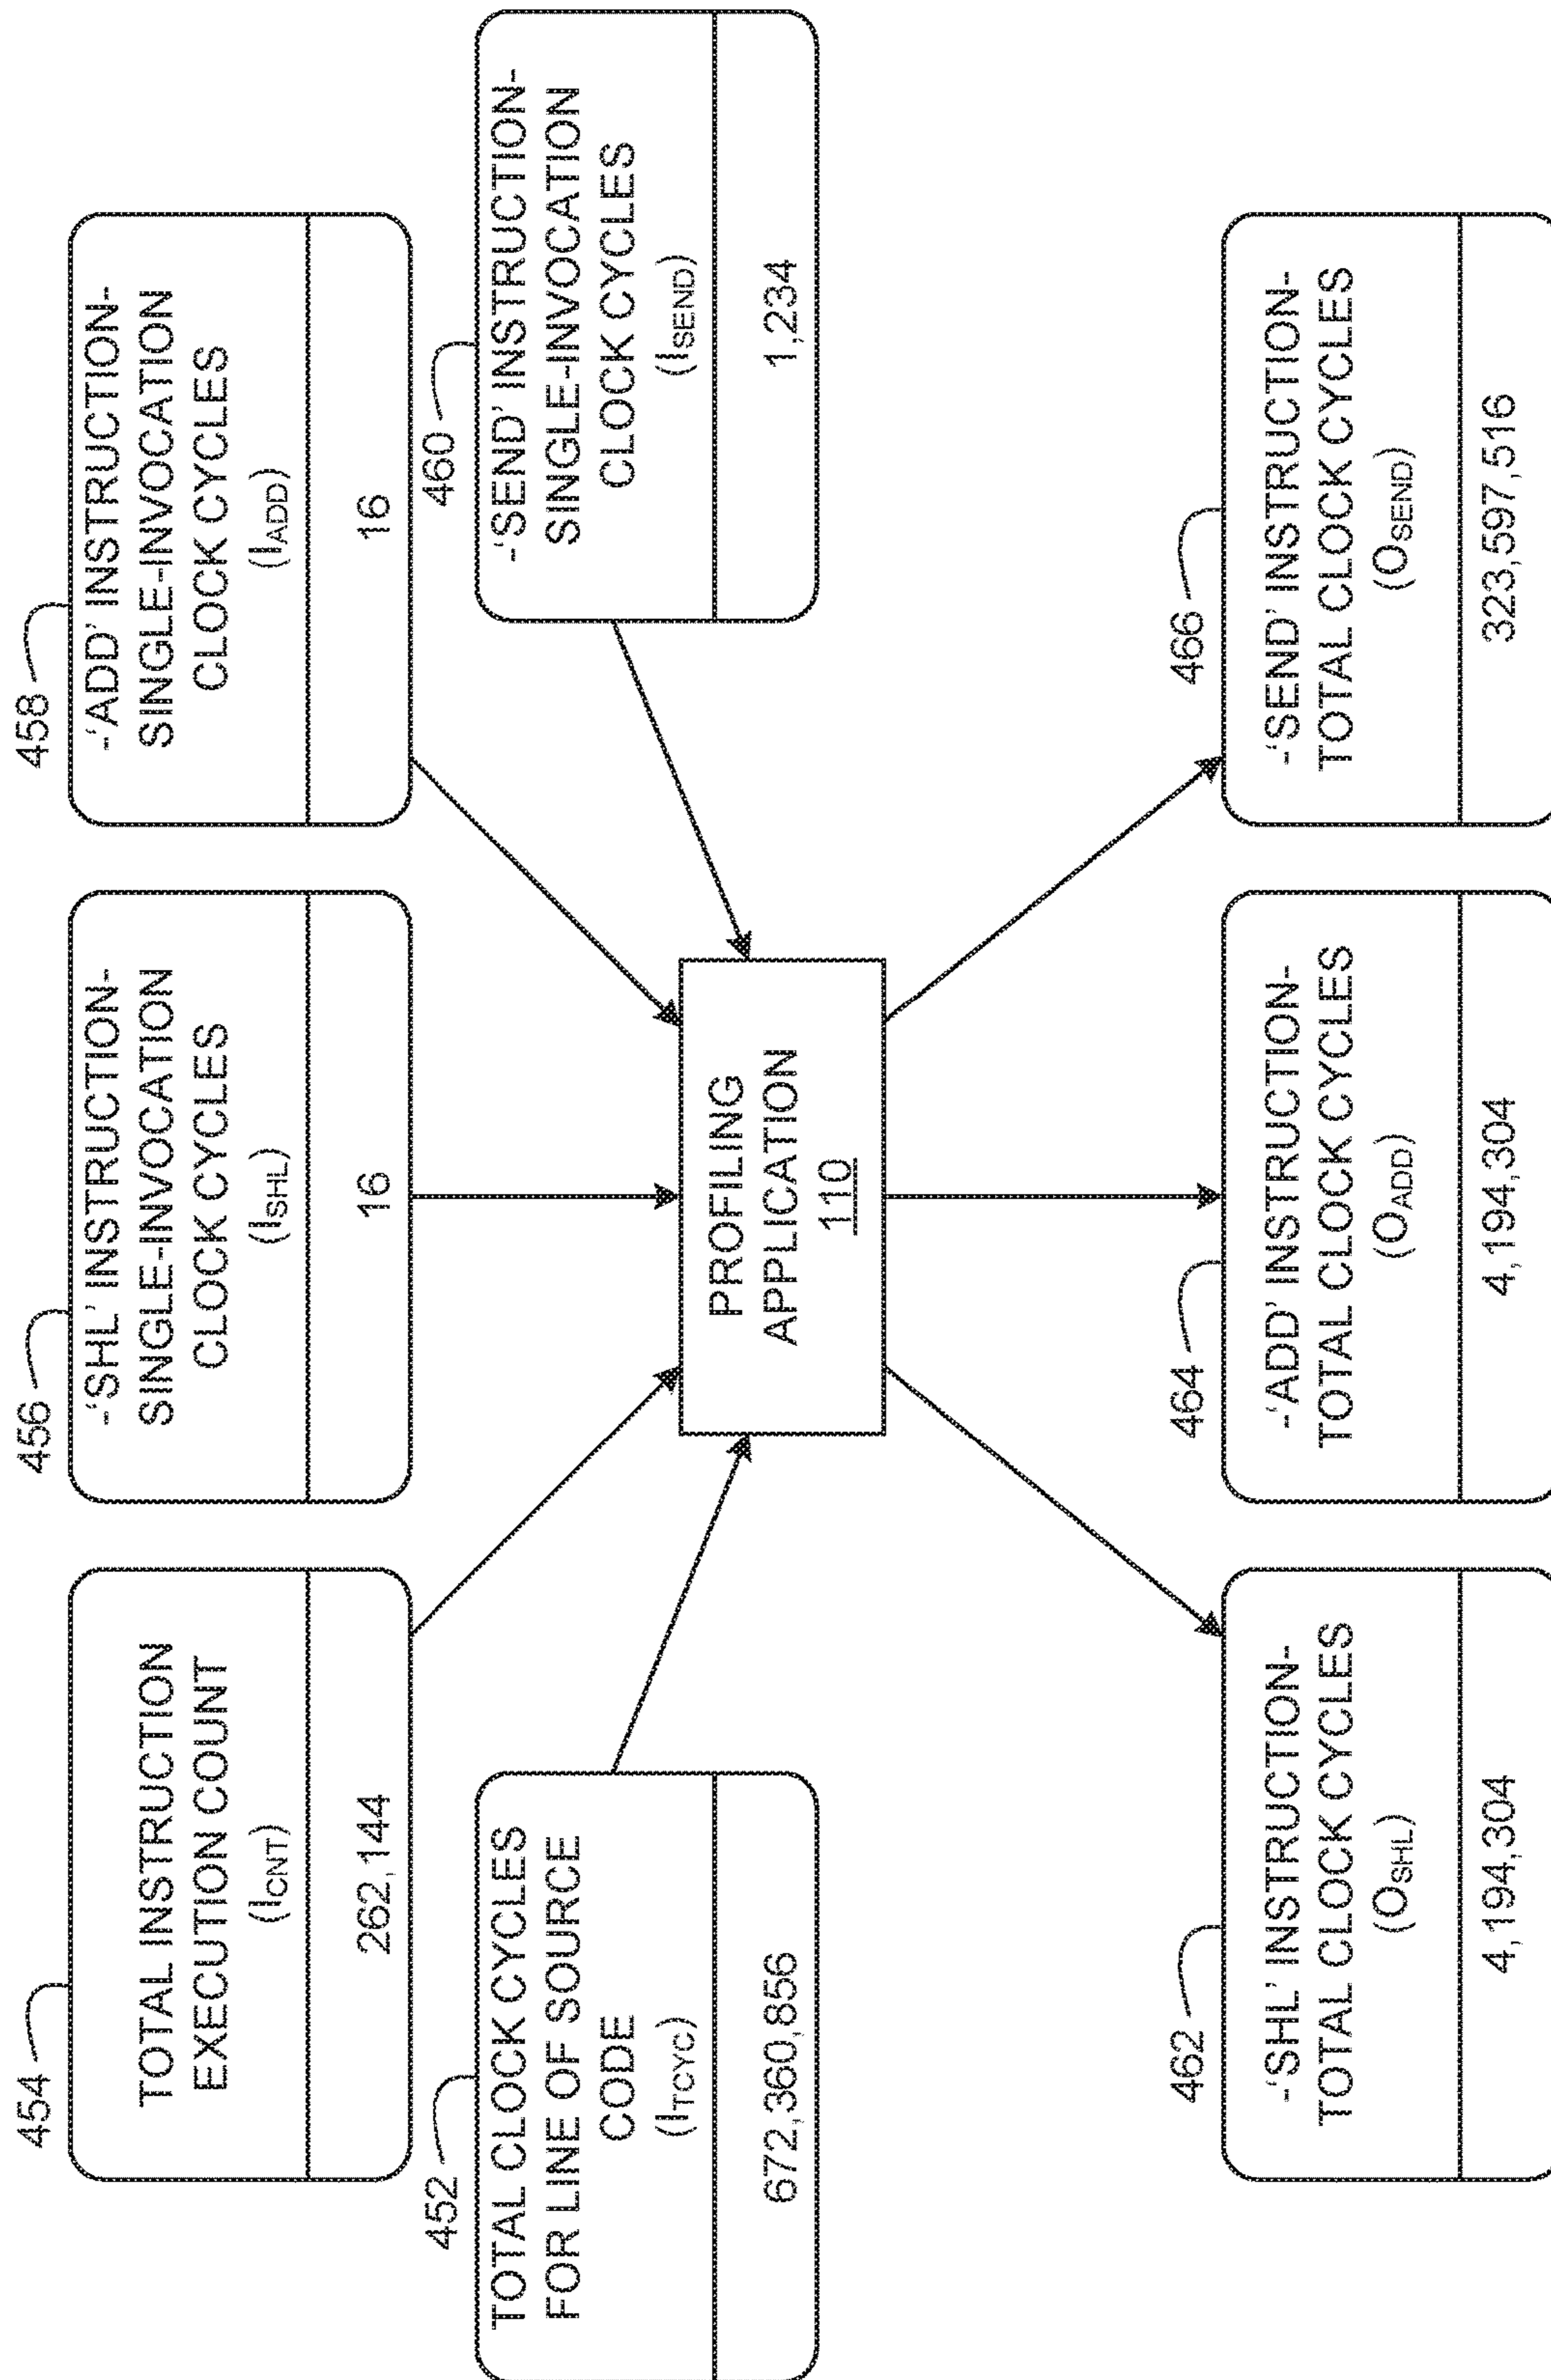 454
TOTAL INSTRUCTION
EXECUTION COUNT
(ICNT)
262,144
456
-'SHL' INSTRUCTION-
SINGLE-INVOCATION
CLOCK CYCLES
(ISHL)
16
458
-'ADD' INSTRUCTION-
SINGLE-INVOCATION
CLOCK CYCLES
(IADD)
16
452
TOTAL CLOCK CYCLES
FOR LINE OF SOURCE
CODE
(ITCYC)
672,360,856
460
-'SEND' INSTRUCTION-
SINGLE-INVOCATION
CLOCK CYCLES
(ISEND)
1,234
PROFILING
APPLICATION
110
462
-'SHL' INSTRUCTION-
TOTAL CLOCK CYCLES
(OSHL)
4,194,304
464
-'ADD' INSTRUCTION-
TOTAL CLOCK CYCLES
(OADD)
4,194,304
466
-'SEND' INSTRUCTION-
TOTAL CLOCK CYCLES
(OSEND)
323,597,516